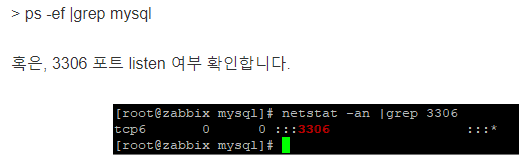 > ps -ef |grep mysql
혹은, 3306 포트 listen 여부 확인합니다.
[root@zabbix mysql]# netstat -an |grep 3306
tcp6       0      0 :::3306                 :::*
[root@zabbix mysql]#